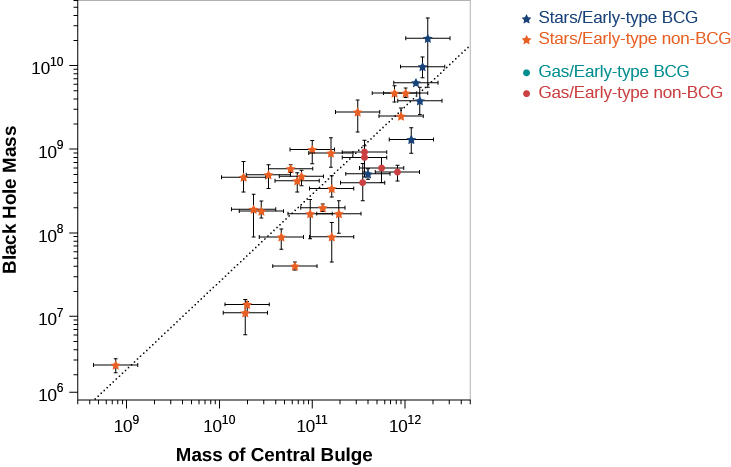 Stars/Early-type BCG
Stars/Early-type non-BCG
Gas/Early-type BCG
Gas/Early-type non-BCG
Black Hole Mass
10^10
10^9
10^8
10^7
10^6
10^9 10^10 10^11 10^12
Mass of Central Bulge